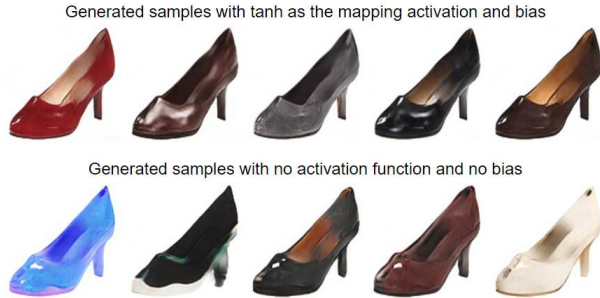 Generated samples with tanh as the mapping activation and bias
Generated samples with no activation function and no bias